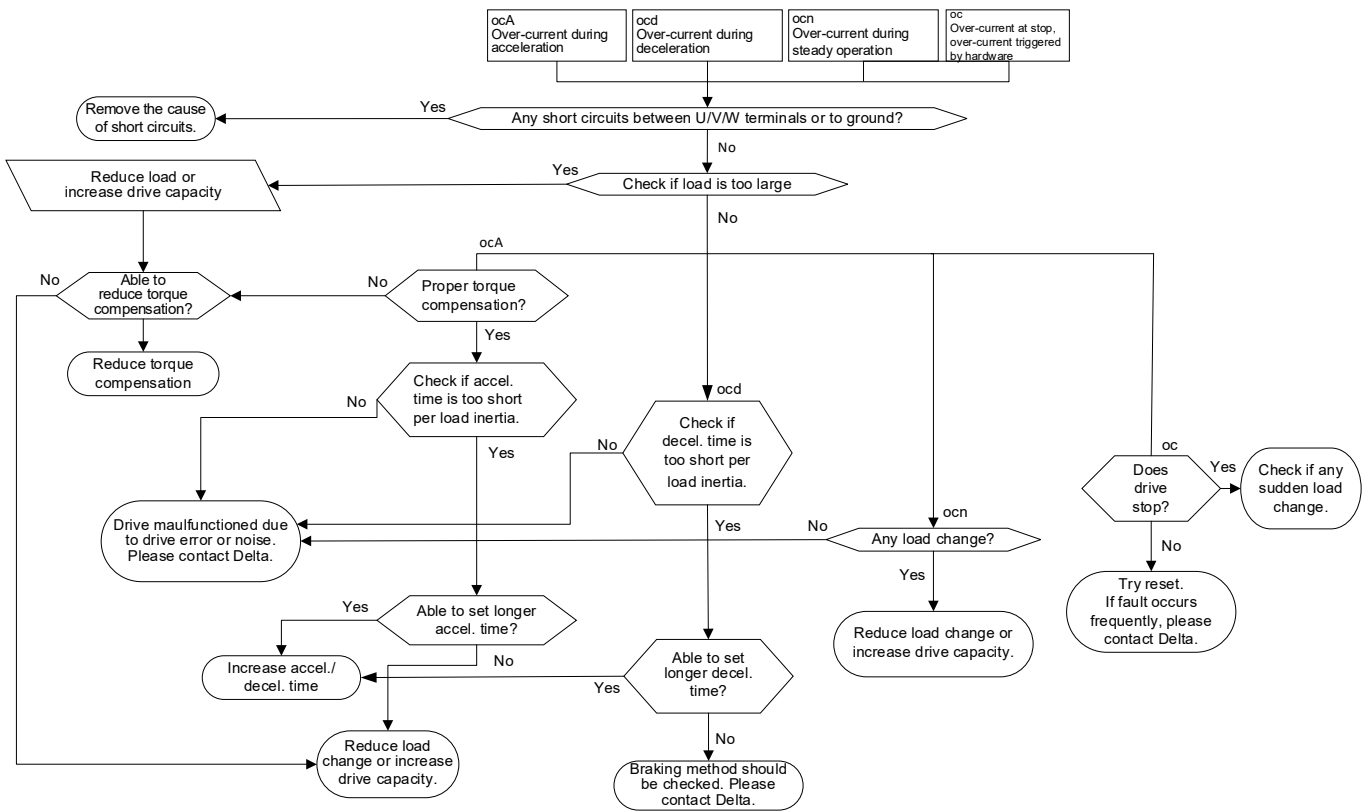 ocA
Over-current during
acceleration
ocd
Over-current during
deceleration
ocn
Over-current during
steady operation
oc
Over-current at stop,
over-current triggered
by hardware
Any short circuits between U/V/W terminals or to ground?
Yes
Remove the cause
of short circuits.
No
Check if load is too large
Yes
Reduce load or
increase drive capacity
No
ocA
Proper torque
compensation?
No
Able to
reduce torque
compensation?
No
Reduce torque
compensation
Yes
Check if accel.
time is too short
per load inertia.
No
Yes
ocd
Check if
decel. time is
too short per
load inertia.
No
Yes
Drive maulfunctioned due
to drive error or noise.
Please contact Delta.
ocn
Any load change?
No
Yes
Reduce load change or
increase drive capacity.
oc
Does
drive
stop?
Yes
Check if any
sudden load
change.
No
Try reset.
If fault occurs
frequently, please
contact Delta.
Able to set longer
accel. time?
Yes
No
Increase accel./
decel. time
Able to set
longer decel.
time?
Yes
No
Reduce load
change or increase
drive capacity.
Braking method should
be checked. Please
contact Delta.